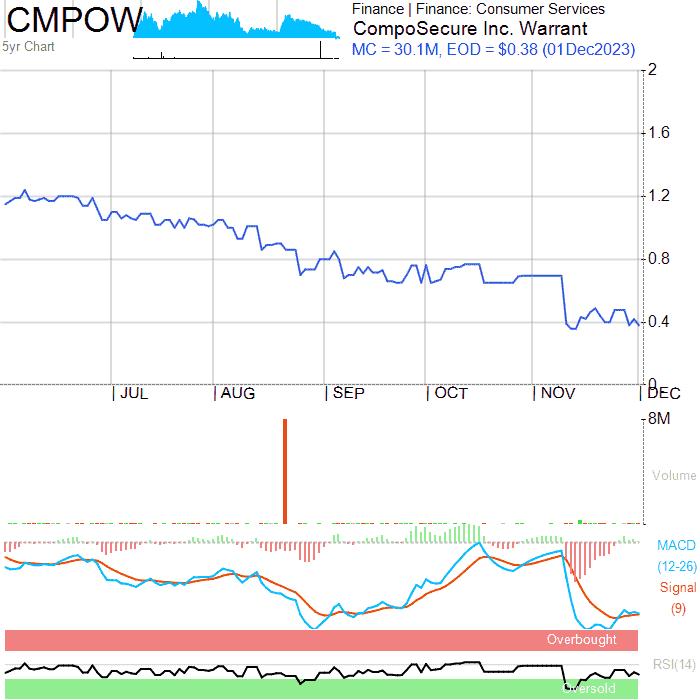 CMPOW
5yr Chart
Finance | Finance: Consumer Services
CompoSecure Inc. Warrant
MC = 30.1M, EOD = $0.38 (01Dec2023)
2
1.6
1.2
0.8
0.4
0
JUL
AUG
SEP
OCT
NOV
DEC
8M
Volume
MACD
(12-26)
Signal
(9)
Overbought
RSI(14)
Oversold